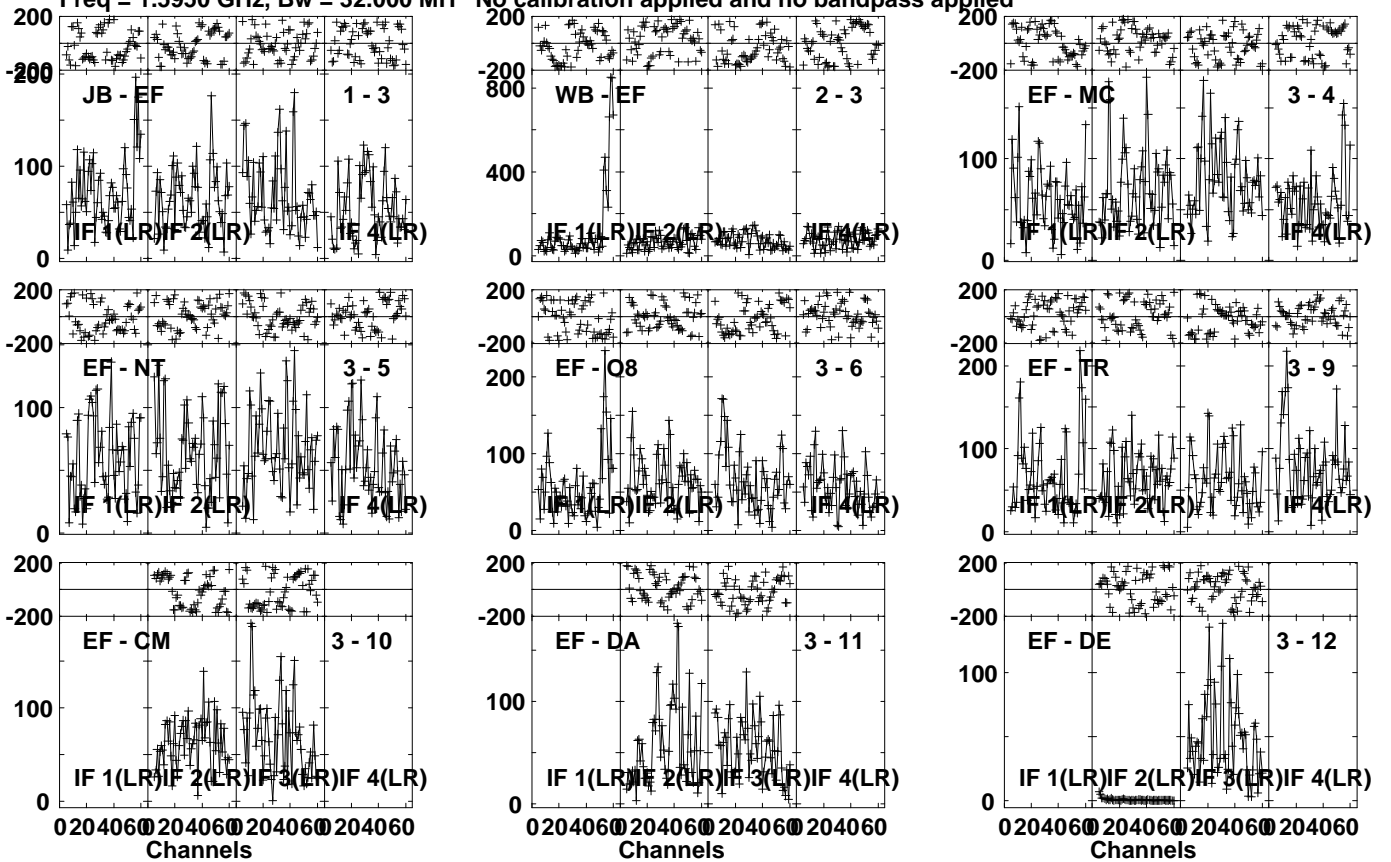 Freq = 1.5950 GHz, Bw = 32.000 MH No calibration applied and no bandpass applied
200
-200
JB - EF 1 - 3
200
100
0
IF 1(LR) IF 2(LR) IF 4(LR)
200
-200
WB - EF 2 - 3
800
400
0
IF 1(LR) IF 2(LR) IF 4(LR)
200
-200
EF - MC 3 - 4
100
0
IF 1(LR) IF 2(LR) IF 4(LR)
200
-200
EF - NT 3 - 5
100
0
IF 1(LR) IF 2(LR) IF 4(LR)
200
-200
EF - O8 3 - 6
200
100
0
IF 1(LR) IF 2(LR) IF 4(LR)
200
-200
EF - TR 3 - 9
200
100
0
IF 1(LR) IF 2(LR) IF 4(LR)
200
-200
EF - CM 3 - 10
100
0
IF 1(LR) IF 2(LR) IF 3(LR) IF 4(LR)
0 20 40 60 0 20 40 60 0 20 40 60 0 20 40 60
Channels
200
-200
EF - DA 3 - 11
100
0
IF 1(LR) IF 2(LR) IF 3(LR) IF 4(LR)
0 20 40 60 0 20 40 60 0 20 40 60 0 20 40 60
Channels
200
-200
EF - DE 3 - 12
100
0
IF 1(LR) IF 2(LR) IF 3(LR) IF 4(LR)
0 20 40 60 0 20 40 60 0 20 40 60 0 20 40 60
Channels